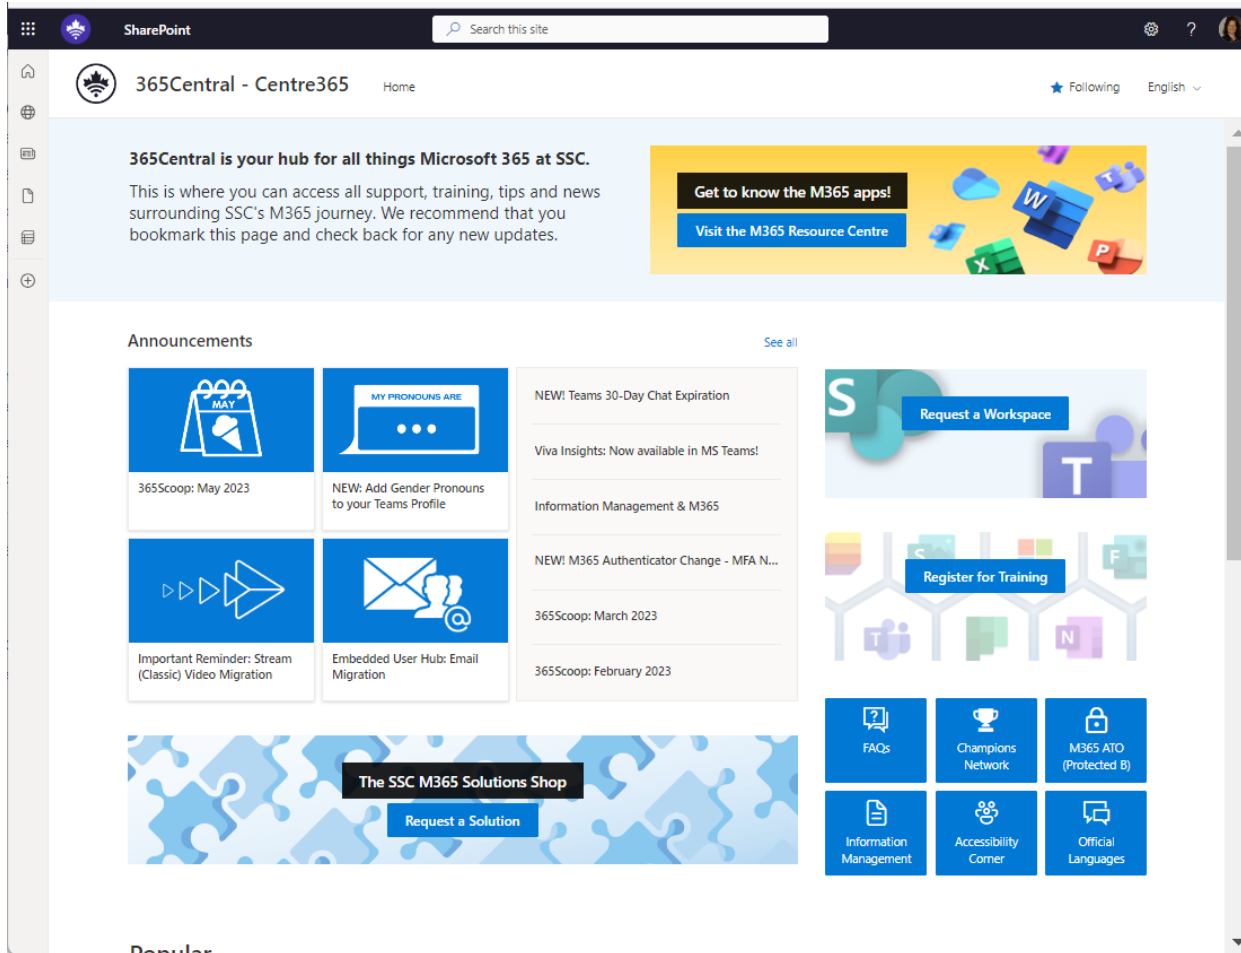 SharePoint
Search this site
?
365Central - Centre365
Home
Following
English
365Central is your hub for all things Microsoft 365 at SSC.
This is where you can access all support, training, tips and news
surrounding SSC's M365 journey. We recommend that you
bookmark this page and check back for any new updates.
Get to know the M365 apps!
Visit the M365 Resource Centre
W
X
P
Announcements
See all
MAY
365Scoop: May 2023
MY PRONOUNS ARE
NEW: Add Gender Pronouns
to your Teams Profile
Important Reminder: Stream
(Classic) Video Migration
@
Embedded User Hub: Email
Migration
NEW! Teams 30-Day Chat Expiration
Viva Insights: Now available in MS Teams!
Information Management & M365
NEW! M365 Authenticator Change - MFA N...
365Scoop: March 2023
365Scoop: February 2023
The SSC M365 Solutions Shop
Request a Solution
S
Request a Workspace
T
S
F
Register for Training
T
N
?
FAQs
Champions
Network
M365 ATO
(Protected B)
Information
Management
Accessibility
Corner
Official
Languages
Popular